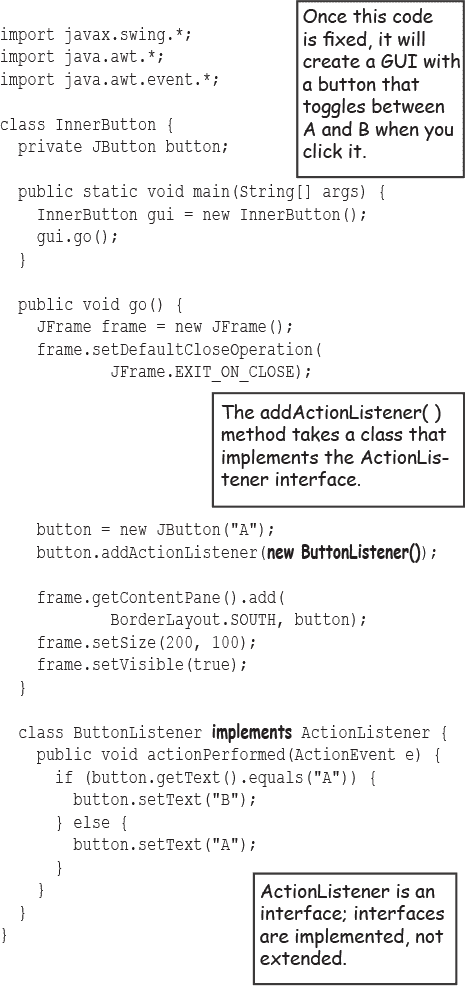 import javax.swing.*;
import java.awt.*;
import java.awt.event.*;
Once this code
is fixed, it will
create a GUI with
a button that
toggles between
A and B when you
click it.
class InnerButton {
private JButton button;
public static void main(String[] args) {
InnerButton gui = new InnerButton();
gui.go();
}
public void go() {
JFrame frame = new JFrame();
frame.setDefaultCloseOperation(
JFrame.EXIT_ON_CLOSE);
The addActionListener( )
method takes a class that
implements the ActionLis-
tener interface.
button = new JButton("A");
button.addActionListener(new ButtonListener());
frame.getContentPane().add(
BorderLayout.SOUTH, button);
frame.setSize(200, 100);
frame.setVisible(true);
}
class ButtonListener implements ActionListener {
public void actionPerformed(ActionEvent e) {
if (button.getText().equals("A")) {
button.setText("B");
} else {
button.setText("A");
}
}
}
}
ActionListener is an
interface; interfaces
are implemented, not
extended.